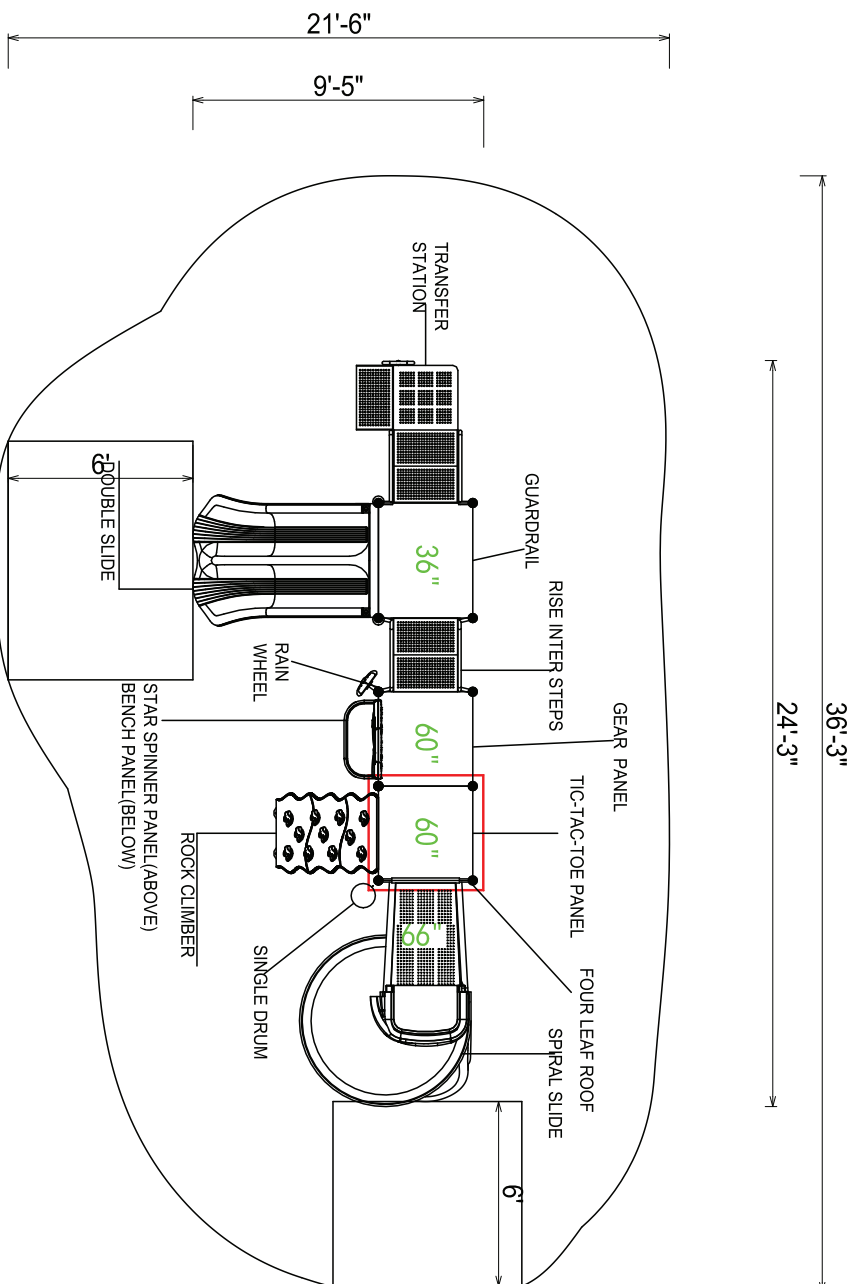 21'-6"
9'-5"
36'-3"
24'-3"
TRANSFER
STATION
GUARDRAIL
6'
DOUBLE SLIDE
36"
RISE INTER STEPS
RAIN
WHEEL
GEAR PANEL
STAR SPINNER PANEL(ABOVE)
BENCH PANEL(BELOW)
60"
TIC-TAC-TOE PANEL
60"
ROCK CLIMBER
66"
SINGLE DRUM
FOUR LEAF ROOF
SPIRAL SLIDE
6'